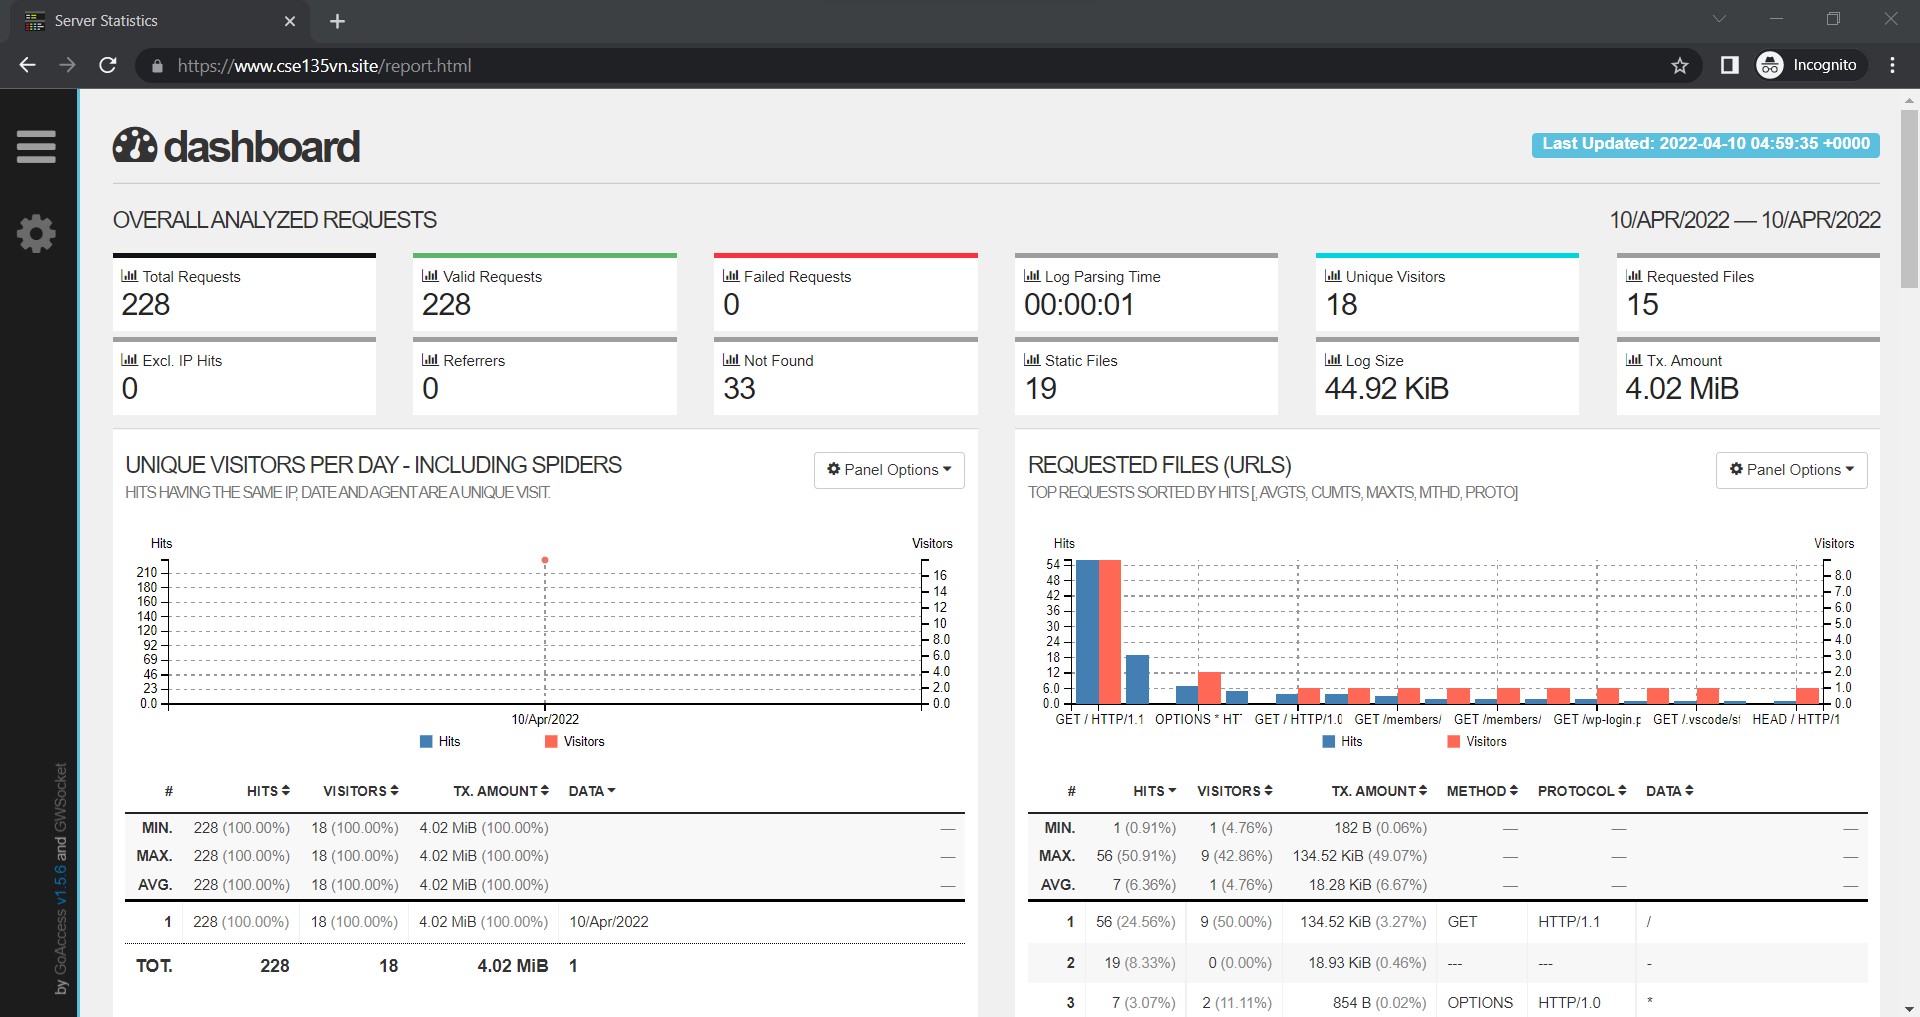 Server Statistics
https://www.cse135vn.site/report.html
Incognito
dashboard
Last Updated: 2022-04-10 04:59:35 +0000
OVERALL ANALYZED REQUESTS
10/APR/2022 — 10/APR/2022
Total Requests
228
Valid Requests
228
Failed Requests
0
Log Parsing Time
00:00:01
Unique Visitors
18
Requested Files
15
Excl. IP Hits
0
Referrers
0
Not Found
33
Static Files
19
Log Size
44.92 KiB
Tx. Amount
4.02 MiB
UNIQUE VISITORS PER DAY - INCLUDING SPIDERS
Panel Options
HITS HAVING THE SAME IP, DATE AND AGENT ARE A UNIQUE VISIT.
Hits
Visitors
210
180
160
140
120
92
69
46
23
0.0
16
14
12
10
8.0
6.0
4.0
2.0
0.0
10/Apr/2022
Hits Visitors
# HITS VISITORS TX. AMOUNT DATA
MIN. 228 (100.00%) 18 (100.00%) 4.02 MiB (100.00%) —
MAX. 228 (100.00%) 18 (100.00%) 4.02 MiB (100.00%) —
AVG. 228 (100.00%) 18 (100.00%) 4.02 MiB (100.00%) —
1 228 (100.00%) 18 (100.00%) 4.02 MiB (100.00%) 10/Apr/2022
TOT. 228 18 4.02 MiB 1
REQUESTED FILES (URLS)
Panel Options
TOP REQUESTS SORTED BY HITS [, AVGTS, CUMTS, MAXTS, MTHD, PROTO]
Hits
Visitors
54
48
42
36
30
24
18
12
6.0
0.0
8.0
7.0
6.0
5.0
4.0
3.0
2.0
1.0
0.0
GET / HTTP/1.1 OPTIONS * HT GET / HTTP/1.0 GET /members/ GET /members/ GET /wp-login.p GET /.vscode/sf HEAD / HTTP/1
Hits Visitors
# HITS VISITORS TX. AMOUNT METHOD PROTOCOL DATA
MIN. 1 (0.91%) 1 (4.76%) 182 B (0.06%) — — —
MAX. 56 (50.91%) 9 (42.86%) 134.52 KiB (49.07%) — — —
AVG. 7 (6.36%) 1 (4.76%) 18.28 KiB (6.67%) — — —
1 56 (24.56%) 9 (50.00%) 134.52 KiB (3.27%) GET HTTP/1.1 /
2 19 (8.33%) 0 (0.00%) 18.93 KiB (0.46%) --- --- -
3 7 (3.07%) 2 (11.11%) 854 B (0.02%) OPTIONS HTTP/1.0 *
by GoAccess v1.5.6 and GWSocket